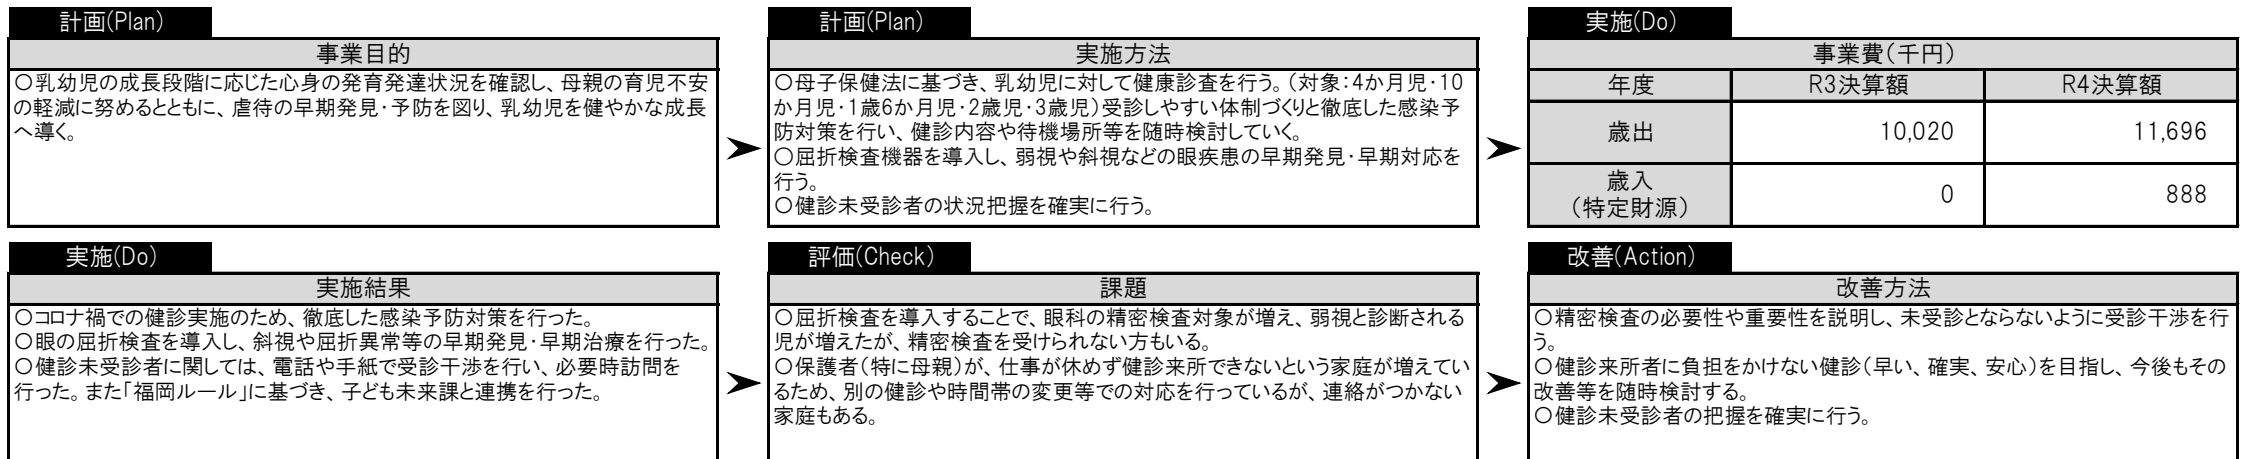 計画(Plan)
事業目的
○乳幼児の成長段階に応じた心身の発育発達状況を確認し、母親の育児不安
の軽減に努めるとともに、虐待の早期発見・予防を図り、乳幼児を健やかな成長
へ導く。
計画(Plan)
実施方法
○母子保健法に基づき、乳幼児に対して健康診査を行う。(対象:4か月児・10
か月児・1歳6か月児・2歳児・3歳児)受診しやすい体制づくりと徹底した感染予
防対策を行い、健診内容や待機場所等を随時検討していく。
○屈折検査機器を導入し、弱視や斜視などの眼疾患の早期発見・早期対応を
行う。
○健診未受診者の状況把握を確実に行う。
実施(Do)
事業費(千円)
年度 R3決算額 R4決算額
歳出 10,020 11,696
歳入
(特定財源) 0 888
実施(Do)
実施結果
○コロナ禍での健診実施のため、徹底した感染予防対策を行った。
○眼の屈折検査を導入し、斜視や屈折異常等の早期発見・早期治療を行った。
○健診未受診者に関しては、電話や手紙で受診干渉を行い、必要時訪問を
行った。また「福岡ルール」に基づき、子ども未来課と連携を行った。
評価(Check)
課題
○屈折検査を導入することで、眼科の精密検査対象が増え、弱視と診断される
児が増えたが、精密検査を受けられない方もいる。
○保護者(特に母親)が、仕事が休めず健診来所できないという家庭が増えてい
るため、別の健診や時間帯の変更等での対応を行っているが、連絡がつかない
家庭もある。
改善(Action)
改善方法
○精密検査の必要性や重要性を説明し、未受診とならないように受診干渉を行
う。
○健診来所者に負担をかけない健診(早い、確実、安心)を目指し、今後もその
改善等を随時検討する。
○健診未受診者の把握を確実に行う。